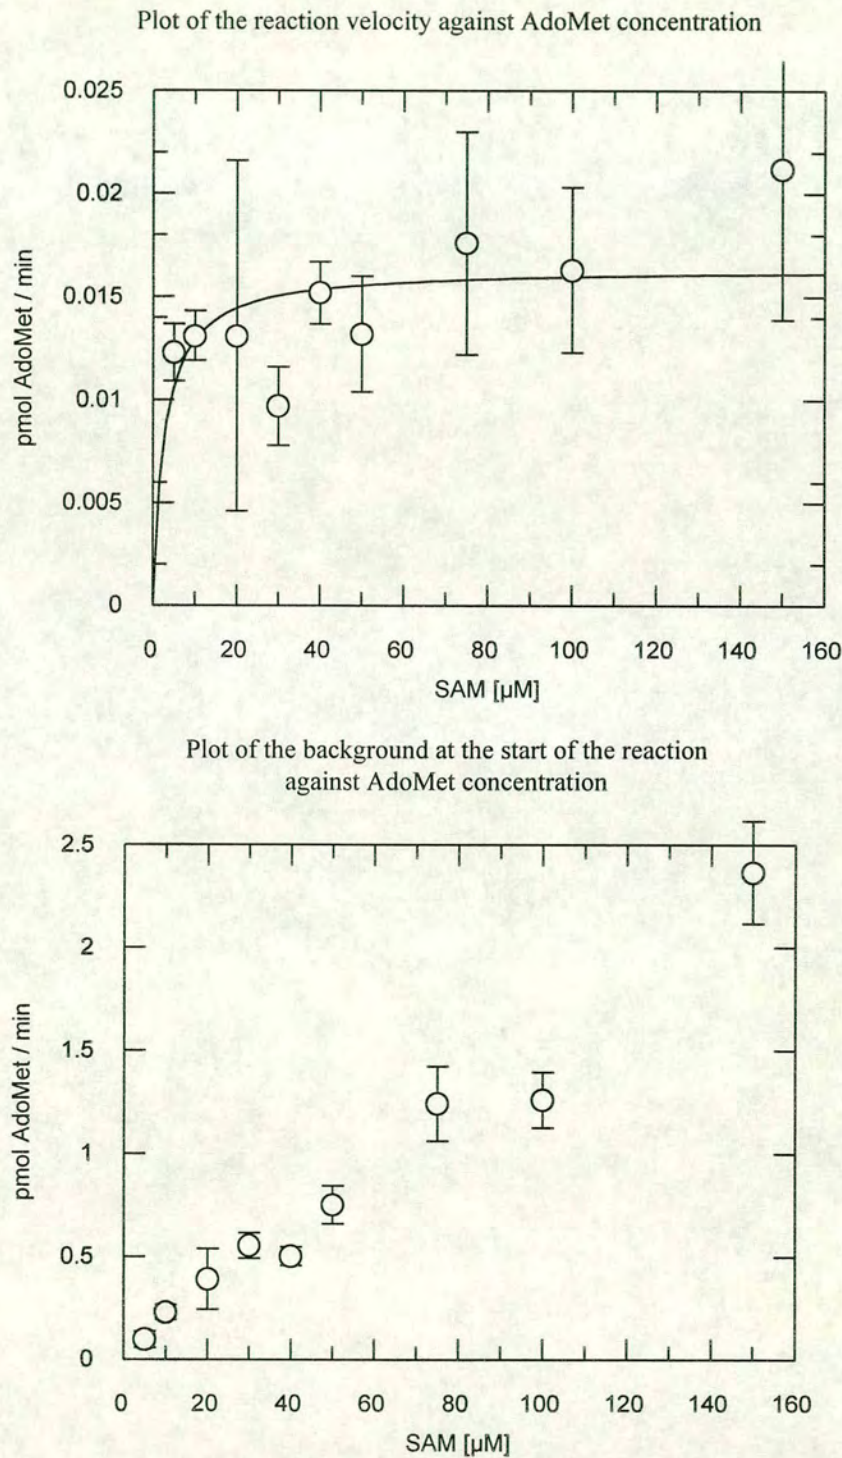 Plot of the reaction velocity against AdoMet concentration
0.025
0.02
0.015
0.01
0.005
0
pmol AdoMet / min
0 20 40 60 80 100 120 140 160
SAM [µM]
Plot of the background at the start of the reaction
against AdoMet concentration
2.5
2
1.5
1
0.5
0
pmol AdoMet / min
0 20 40 60 80 100 120 140 160
SAM [µM]